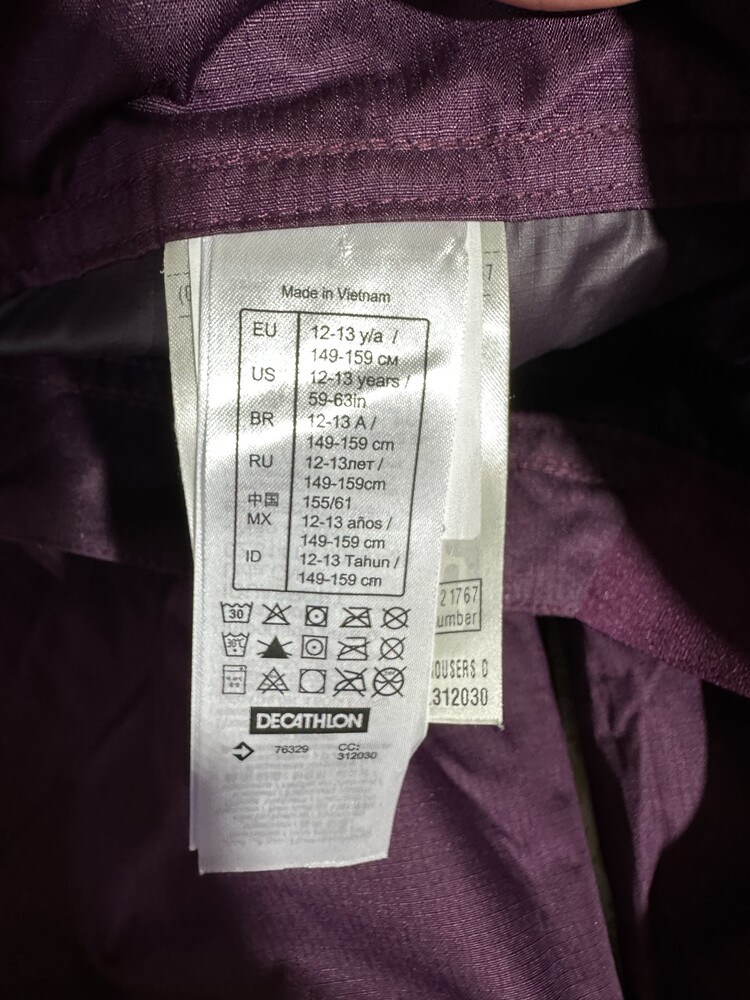 Made in Vietnam
EU 12-13 y/a /
149-159 см
US 12-13 years /
59-63in
BR 12-13 A /
149-159 cm
RU 12-13лет /
149-159cm
中国 155/61
MX 12-13 años /
149-159 cm
ID 12-13 Tahun /
149-159 cm
30
30°C
21767
OUSERS D
312030
DECATHLON
76329 CC:
312030